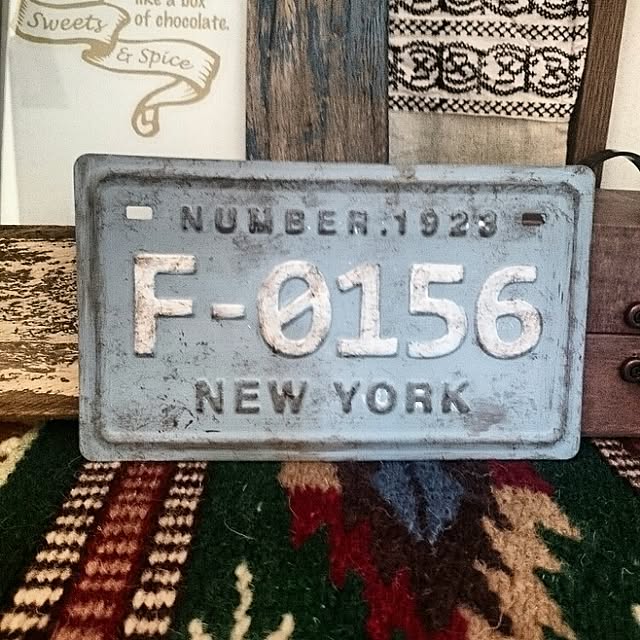 like a box
of chocolate.
Sweets
& Spice
NUMBER.1923
F-0156
NEW YORK